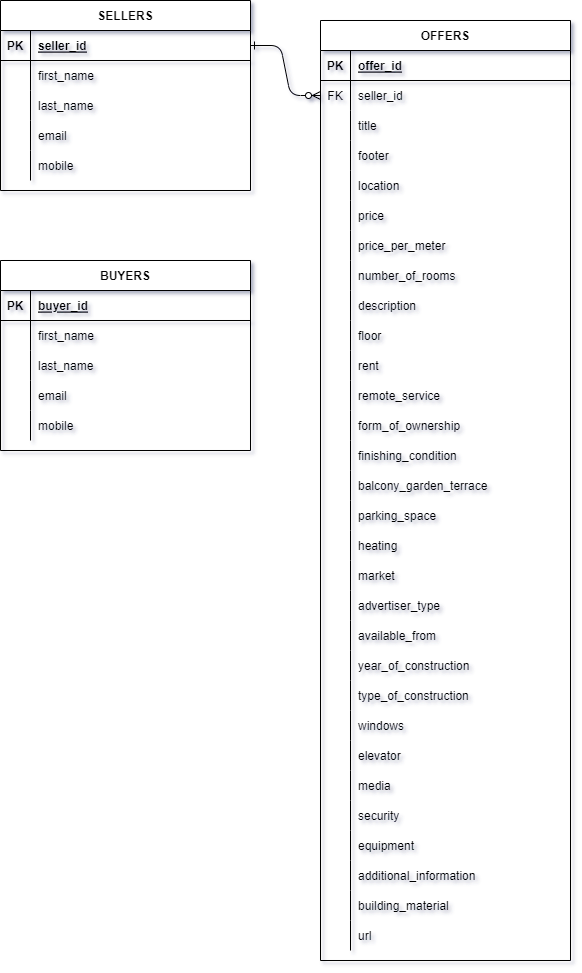 SELLERS
PK seller_id
first_name
last_name
email
mobile
BUYERS
PK buyer_id
first_name
last_name
email
mobile
OFFERS
PK offer_id
FK seller_id
title
footer
location
price
price_per_meter
number_of_rooms
description
floor
rent
remote_service
form_of_ownership
finishing_condition
balcony_garden_terrace
parking_space
heating
market
advertiser_type
available_from
year_of_construction
type_of_construction
windows
elevator
media
security
equipment
additional_information
building_material
url